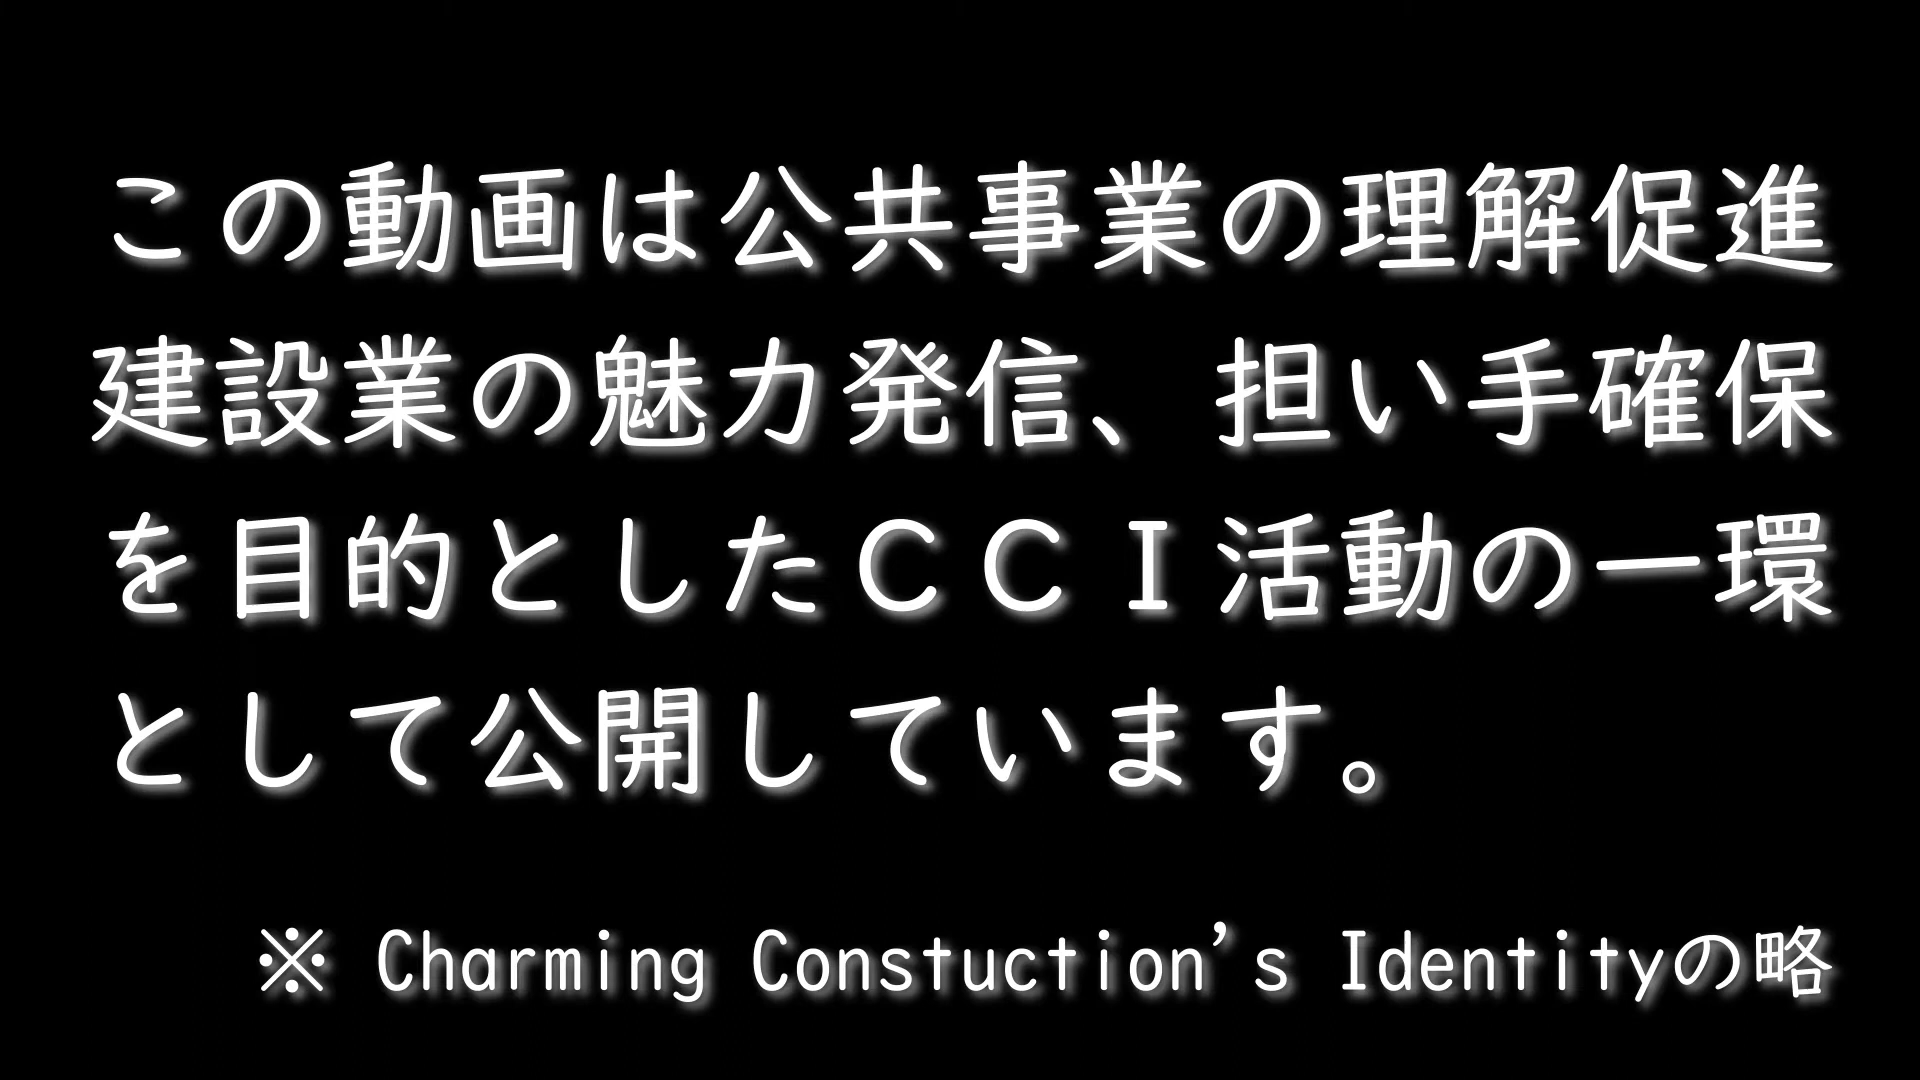 この動画は公共事業の理解促進
建設業の魅力発信、担い手確保
を目的としたＣＣＩ活動の一環
として公開しています。
※ Charming Constuction’s Identityの略